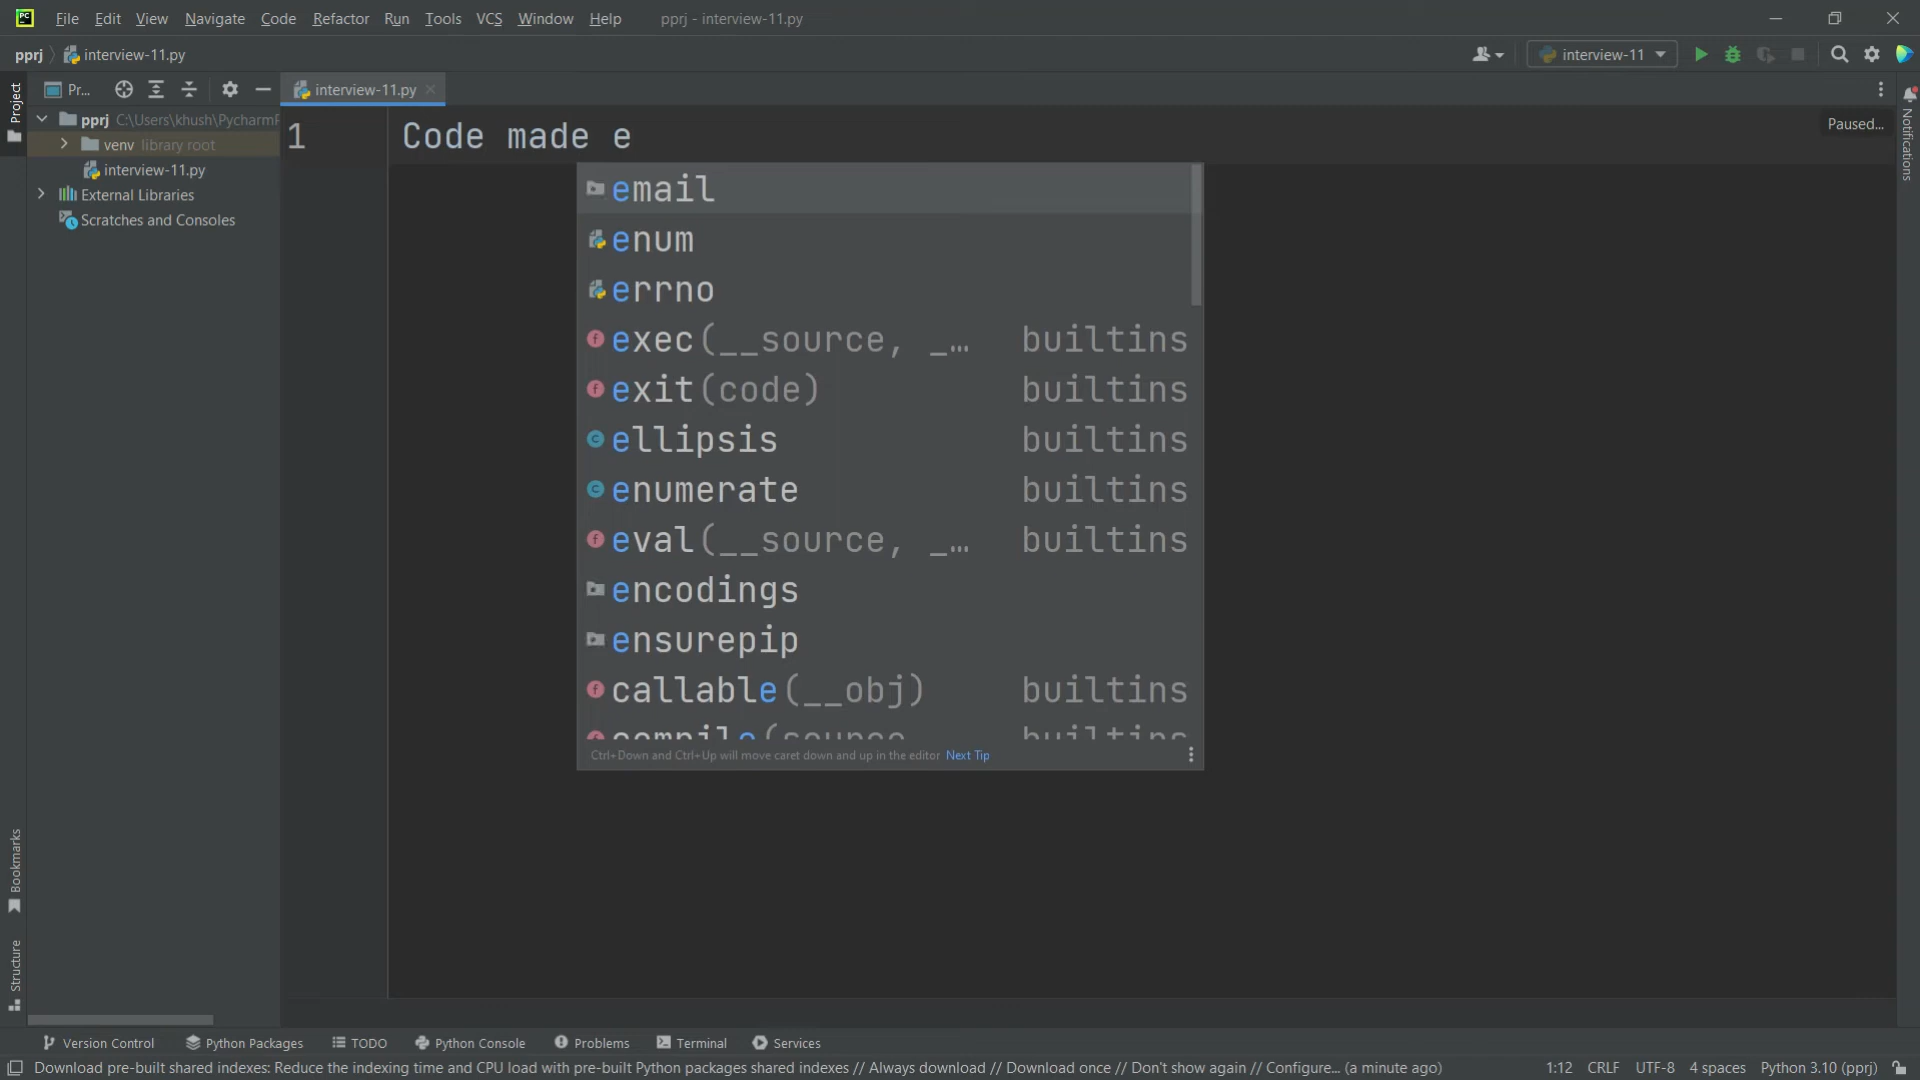 File Edit View Navigate Code Refactor Run Tools VCS Window Help pprj - interview-11.py
pprj interview-11.py interview-11
Project
Pr... interview-11.py
Notifications
pprj C:\Users\khush\PycharmP
venv library root
interview-11.py
External Libraries
Scratches and Consoles
1 Code made e
Paused...
email
enum
errno
exec(__source, _… builtins
exit(code) builtins
ellipsis builtins
enumerate builtins
eval(__source, _… builtins
encodings
ensurepip
callable(__obj) builtins
compile(source builtins
Ctrl+Down and Ctrl+Up will move caret down and up in the editor Next Tip
Bookmarks
Structure
Version Control Python Packages TODO Python Console Problems Terminal Services
Download pre-built shared indexes: Reduce the indexing time and CPU load with pre-built Python packages shared indexes // Always download // Download once // Don't show again // Configure... (a minute ago) 1:12 CRLF UTF-8 4 spaces Python 3.10 (pprj)